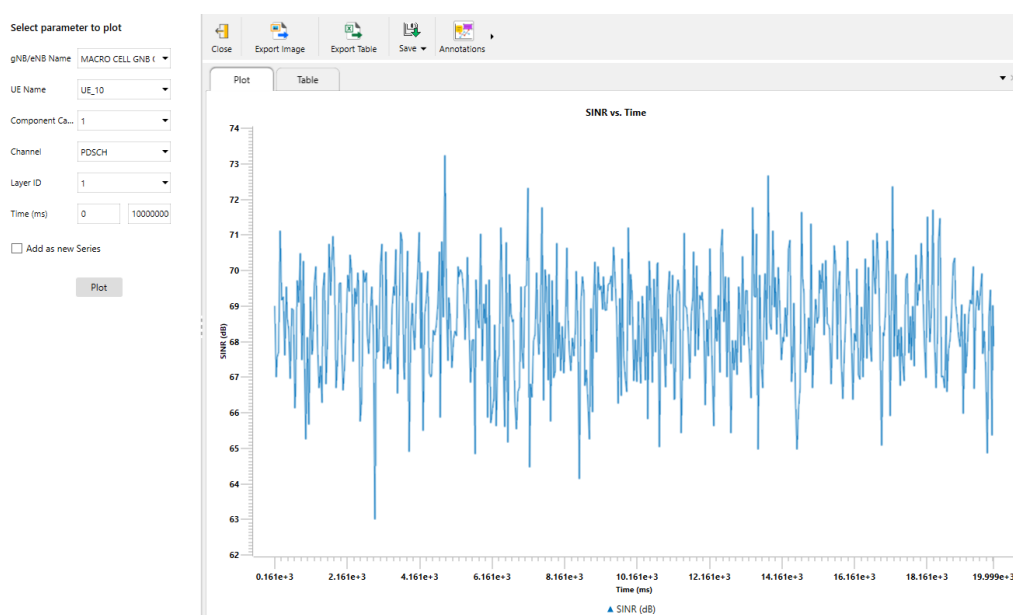 Select parameter to plot
gNB/eNB Name MACRO CELL GNB (
UE Name UE_10
Component Ca... 1
Channel PDSCH
Layer ID 1
Time (ms) 0 10000000
Add as new Series
Plot
Close Export Image Export Table Save Annotations
Plot Table
SINR vs. Time
74
73
72
71
70
69
68
67
66
65
64
63
62
SINR (dB)
0.161e+3 2.161e+3 4.161e+3 6.161e+3 8.161e+3 10.161e+3 12.161e+3 14.161e+3 16.161e+3 18.161e+3 19.999e+3
Time (ms)
SINR (dB)